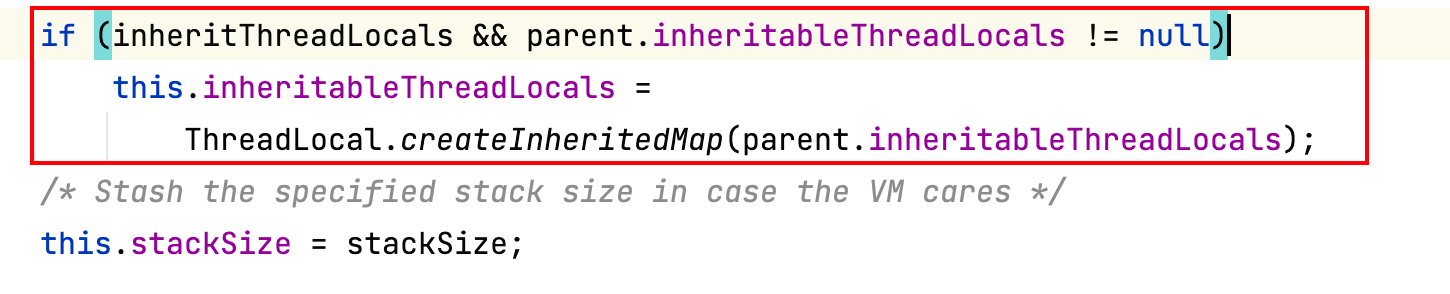 if (inheritThreadLocals && parent.inheritableThreadLocals != null)
this.inheritableThreadLocals =
ThreadLocal.createInheritedMap(parent.inheritableThreadLocals);
/* Stash the specified stack size in case the VM cares */
this.stackSize = stackSize;